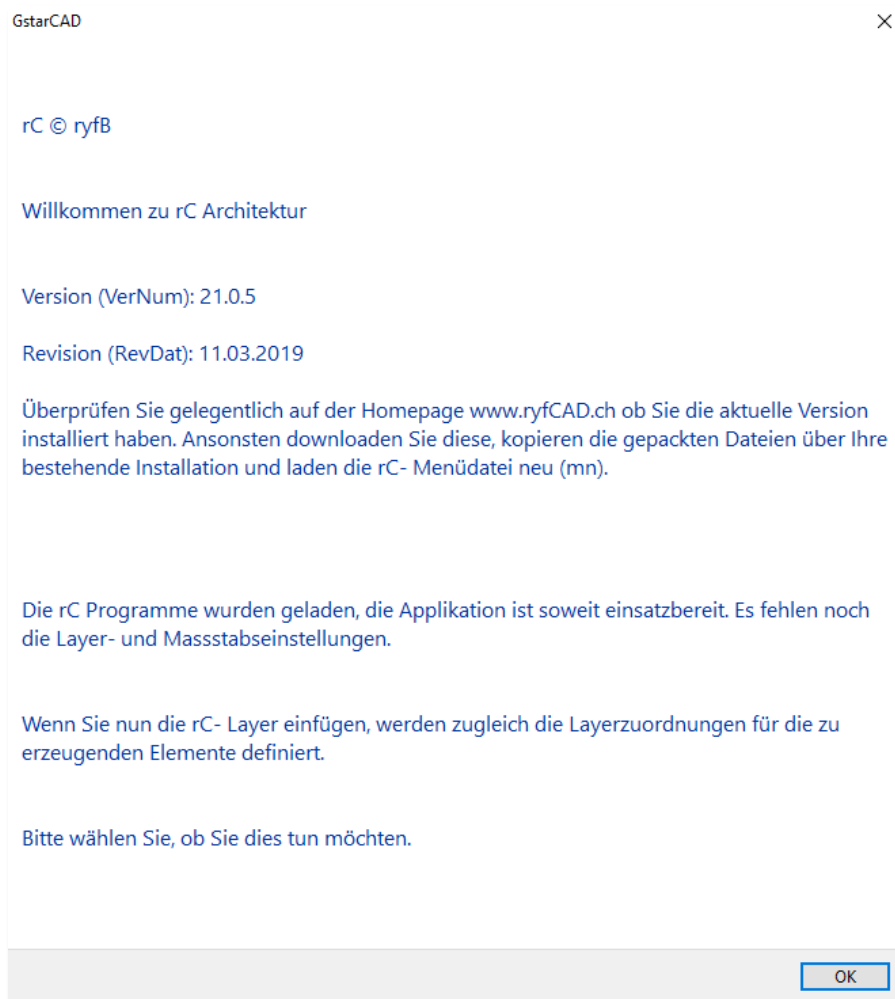 GstarCAD
rC © ryfB
Willkommen zu rC Architektur
Version (VerNum): 21.0.5
Revision (RevDat): 11.03.2019
Überprüfen Sie gelegentlich auf der Homepage www.ryfCAD.ch ob Sie die aktuelle Version
installiert haben. Ansonsten downloaden Sie diese, kopieren die gepackten Dateien über Ihre
bestehende Installation und laden die rC- Menüdatei neu (mn).
Die rC Programme wurden geladen, die Applikation ist soweit einsatzbereit. Es fehlen noch
die Layer- und Massstabseinstellungen.
Wenn Sie nun die rC- Layer einfügen, werden zugleich die Layerzuordnungen für die zu
erzeugenden Elemente definiert.
Bitte wählen Sie, ob Sie dies tun möchten.
OK